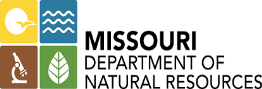 MISSOURI
DEPARTMENT OF
NATURAL RESOURCES